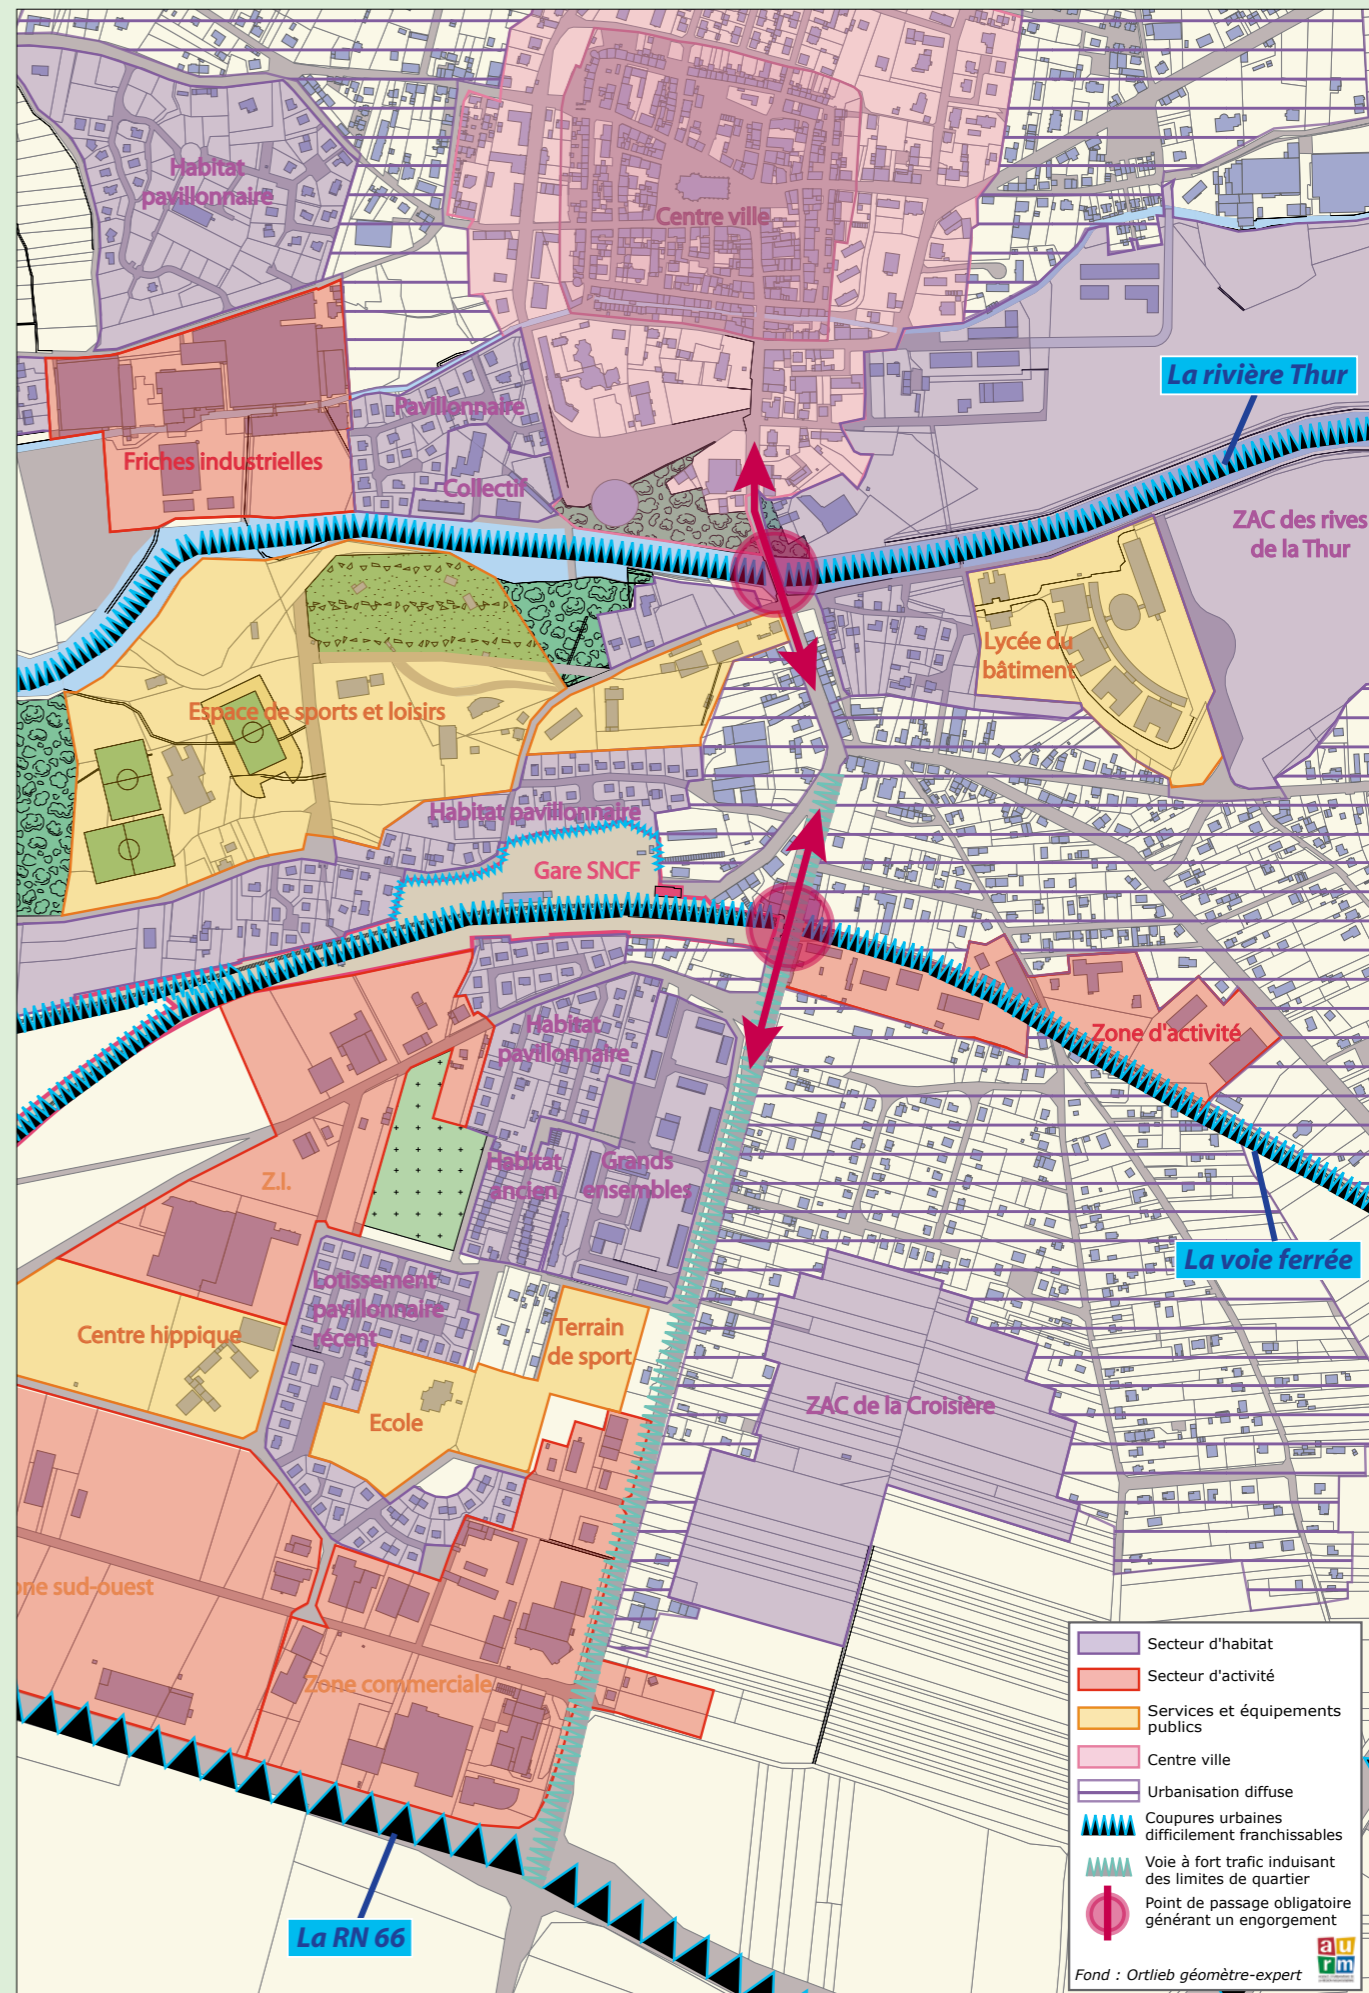 Habitat
pavillonnaire
Centre ville
La rivière Thur
Pavillonnaire
Friches industrielles
Collectif
ZAC des rives
de la Thur
Lycée du
bâtiment
Espace de sports et loisirs
Habitat pavillonnaire
Gare SNCF
Habitat
pavillonnaire
Zone d'activité
Z.I.
Habitat
ancien
Grands
ensembles
La voie ferrée
Lotissement
pavillonnaire
récent
Centre hippique
Terrain
de sport
Ecole
ZAC de la Croisière
one sud-ouest
Zone commerciale
La RN 66
Secteur d'habitat
Secteur d'activité
Services et équipements
publics
Centre ville
Urbanisation diffuse
Coupures urbaines
difficilement franchissables
Voie à fort trafic induisant
des limites de quartier
Point de passage obligatoire
générant un engorgement
Fond : Ortlieb géomètre-expert
au
rm